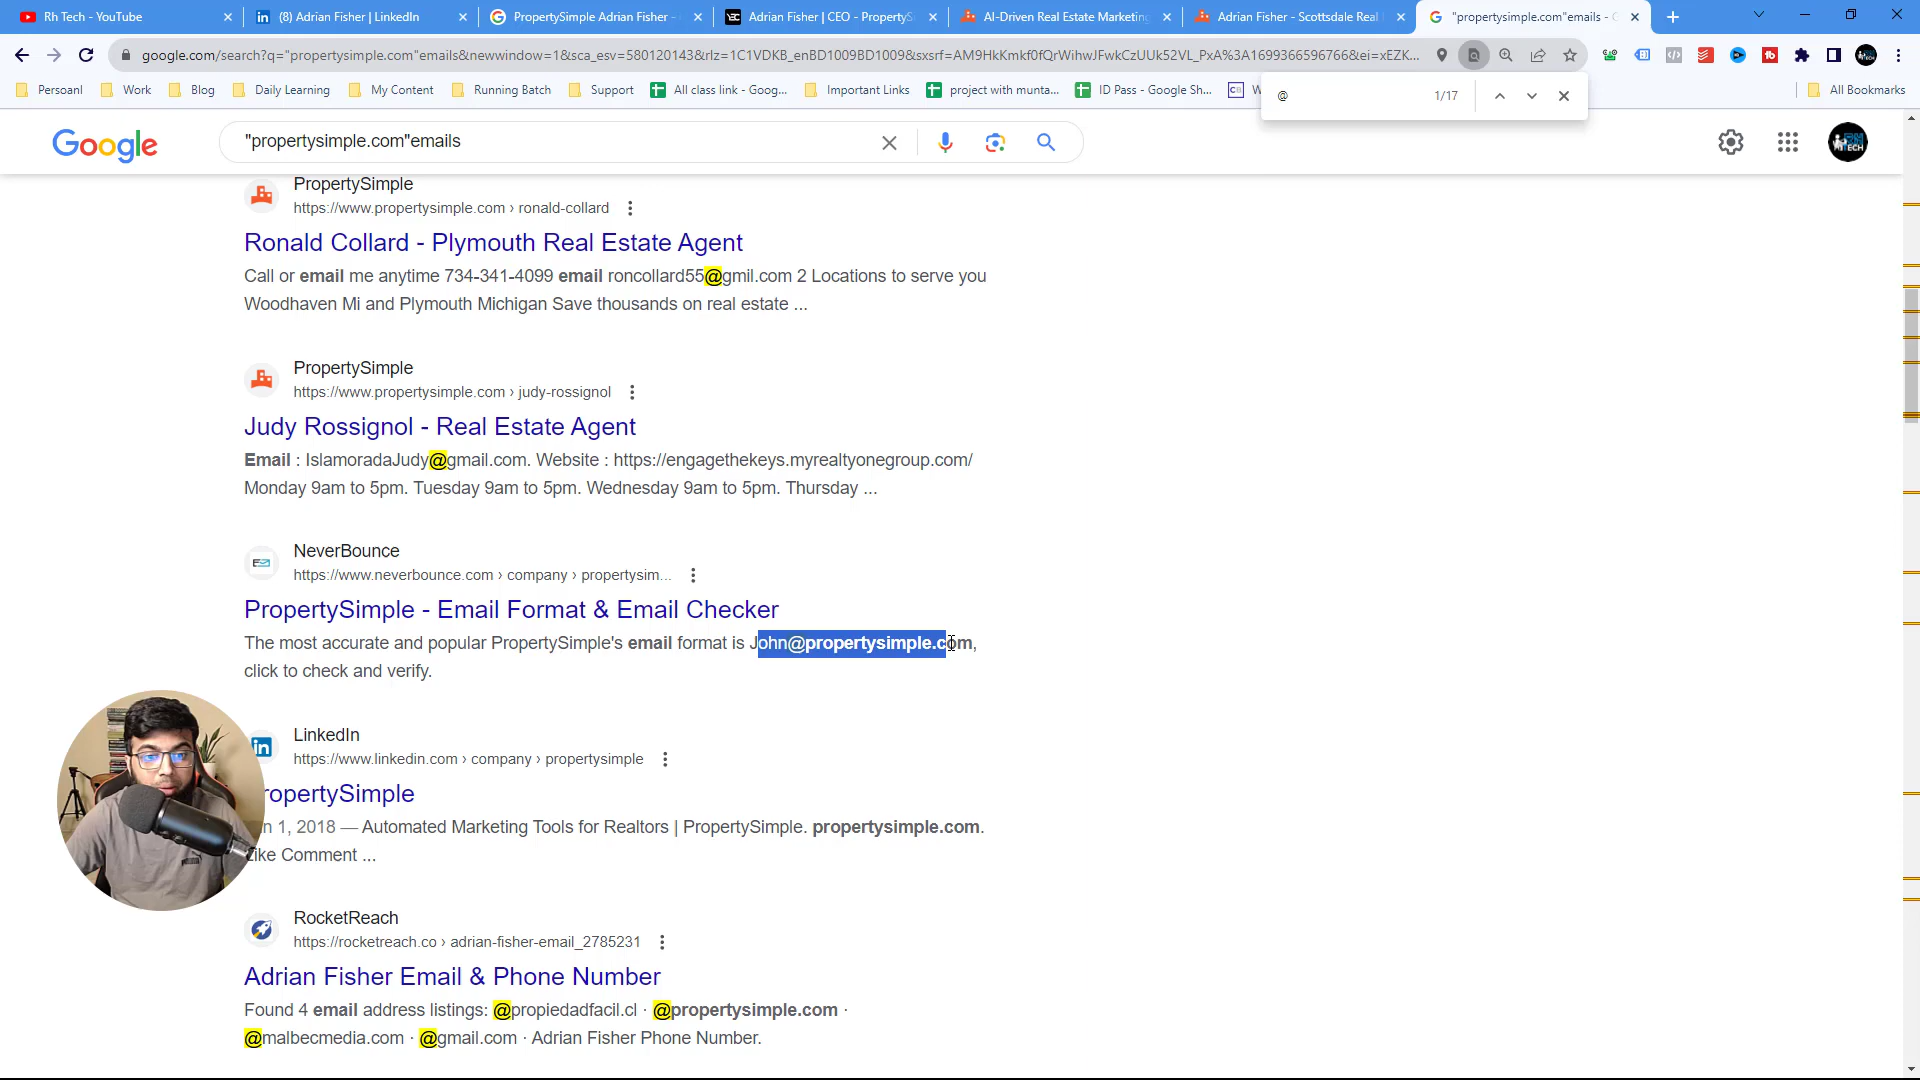 Rh Tech - YouTube
(8) Adrian Fisher | LinkedIn
PropertySimple Adrian Fisher -
Adrian Fisher | CEO - PropertyS
AI-Driven Real Estate Marketing
Adrian Fisher - Scottsdale Real
"propertysimple.com"emails - G
google.com/search?q="propertysimple.com"emails&newwindow=1&sca_esv=580120143&rlz=1C1VDKB_enBD1009BD1009&sxsrf=AM9HkKmkf0fQrWihwJFwkCzUUk52VL_PxA%3A1699366596766&ei=xEZK...
Persoanl
Work
Blog
Daily Learning
My Content
Running Batch
Support
All class link - Goog...
Important Links
project with munta...
ID Pass - Google Sh...
W
All Bookmarks
@
1/17
Google
"propertysimple.com"emails
PropertySimple
https://www.propertysimple.com › ronald-collard
Ronald Collard - Plymouth Real Estate Agent
Call or email me anytime 734-341-4099 email roncollard55@gmil.com 2 Locations to serve you
Woodhaven Mi and Plymouth Michigan Save thousands on real estate ...
PropertySimple
https://www.propertysimple.com › judy-rossignol
Judy Rossignol - Real Estate Agent
Email : IslamoradaJudy@gmail.com. Website : https://engagethekeys.myrealtyonegroup.com/
Monday 9am to 5pm. Tuesday 9am to 5pm. Wednesday 9am to 5pm. Thursday ...
NeverBounce
https://www.neverbounce.com › company › propertysim...
PropertySimple - Email Format & Email Checker
The most accurate and popular PropertySimple's email format is John@propertysimple.com,
click to check and verify.
LinkedIn
https://www.linkedin.com › company › propertysimple
ropertySimple
n 1, 2018 — Automated Marketing Tools for Realtors | PropertySimple. propertysimple.com.
Like Comment ...
RocketReach
https://rocketreach.co › adrian-fisher-email_2785231
Adrian Fisher Email & Phone Number
Found 4 email address listings: @propiedadfacil.cl · @propertysimple.com ·
@malbecmedia.com · @gmail.com · Adrian Fisher Phone Number.